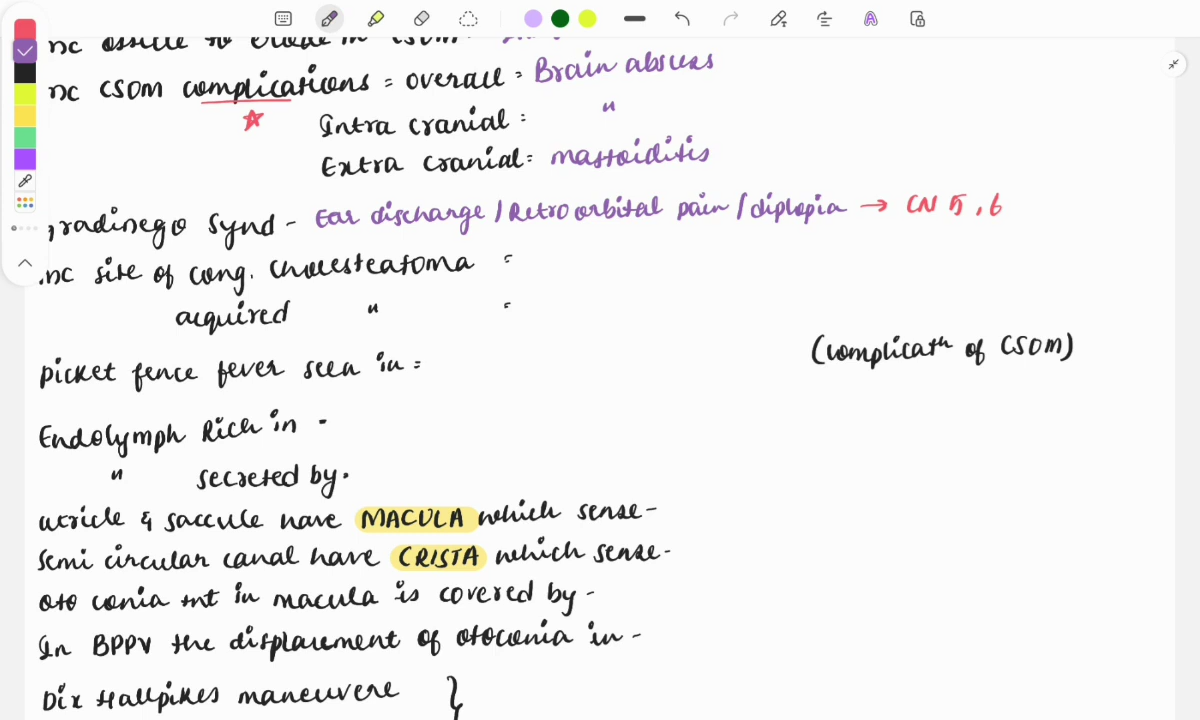 mc CSOM complications = overall = Brain abscess
Intra cranial = "
Extra cranial = mastoiditis
gradinego Synd - Ear discharge / Retro orbital pain / diplopia → CN 5, 6
mc site of cong. Cholesteatoma =
acquired " =
(complicatn of CSOM)
picket fence fever seen in =
Endolymph Rich in -
" secreted by.
utricle & saccule have MACULA which sense -
Semi circular canal have CRISTA which sense -
oto conia in macula is covered by -
In BPPV the displacement of otoconia in -
Dix Hallpikes maneuvere }